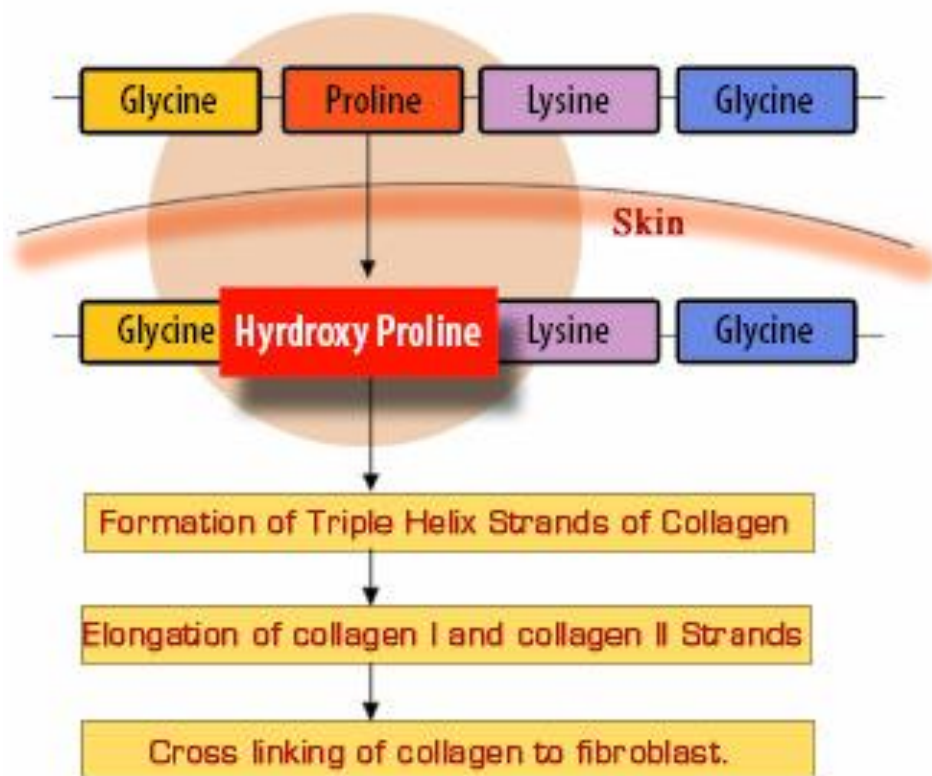 Glycine Proline Lysine Glycine
Skin
Glycine Hyrdroxy Proline Lysine Glycine
Formation of Triple Helix Strands of Collagen
Elongation of collagen I and collagen II Strands
Cross linking of collagen to fibroblast.